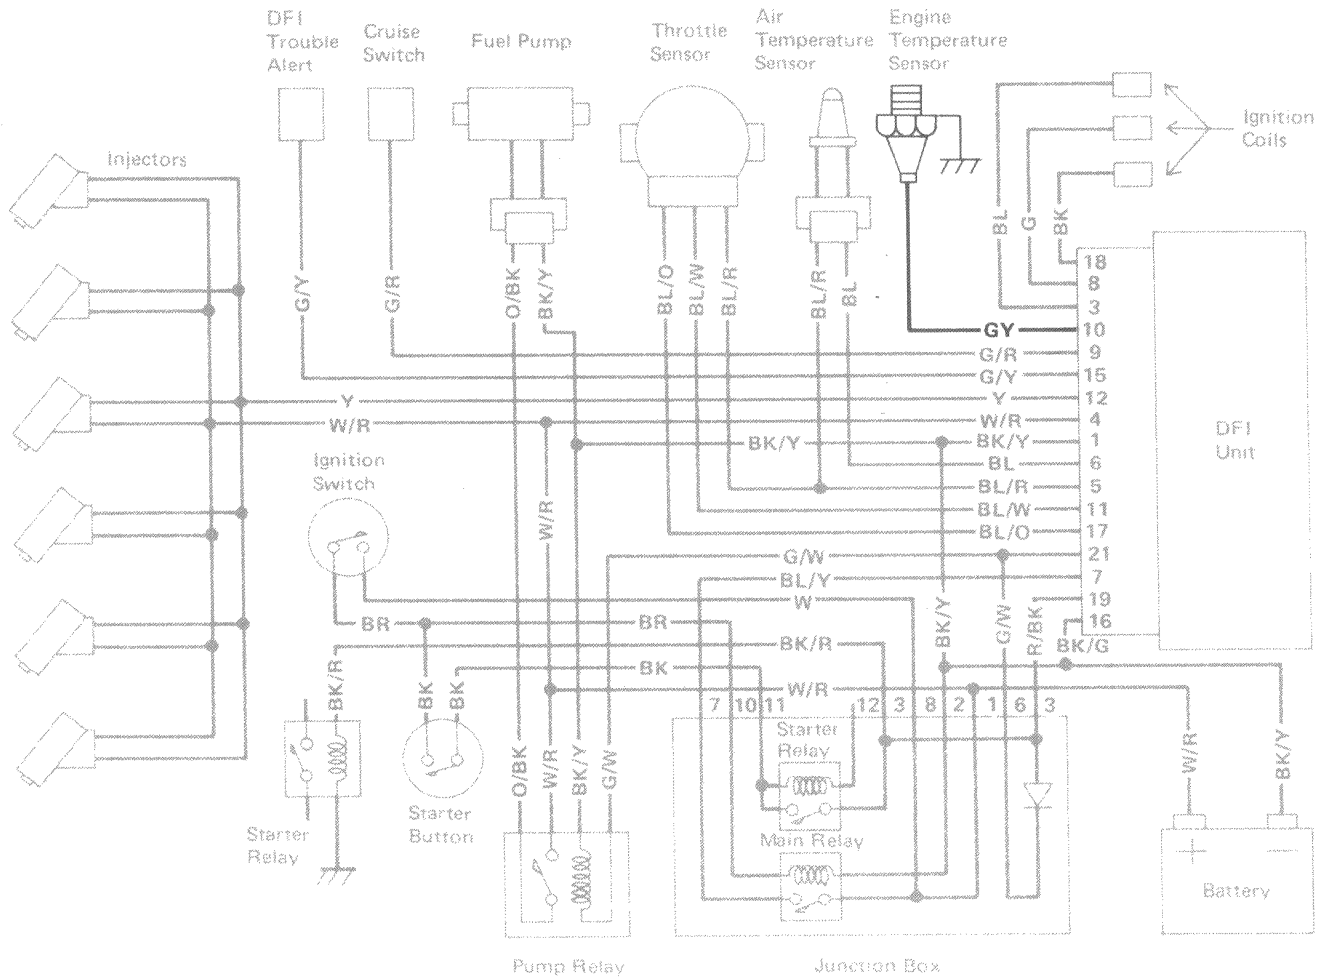 DFI
Trouble
Alert
Cruise
Switch
Fuel Pump
Throttle
Sensor
Air
Temperature
Sensor
Engine
Temperature
Sensor
Ignition
Coils
Injectors
BL
G
BK
18
8
3
G/Y
G/R
O/BK
BK/Y
BL/O
BL/W
BL/R
BL/R
BL
GY 10
G/R 9
G/Y 15
Y Y 12
W/R W/R 4
BK/Y BK/Y 1
BL 6
BL/R 5
BL/W 11
BL/O 17
G/W 21
BL/Y 7
W 19
16
DFI
Unit
Ignition
Switch
W/R
BR BR
BK/Y
G/W
R/BK
BK/G
BK/R
BK
W/R
BK/R
BK
BK
7 10 11 12 3 8 2 1 6 3
Starter
Relay
Main Relay
O/BK
W/R
BK/Y
G/W
W/R
BK/Y
Starter
Button
Starter
Relay
Battery
Pump Relay
Junction Box